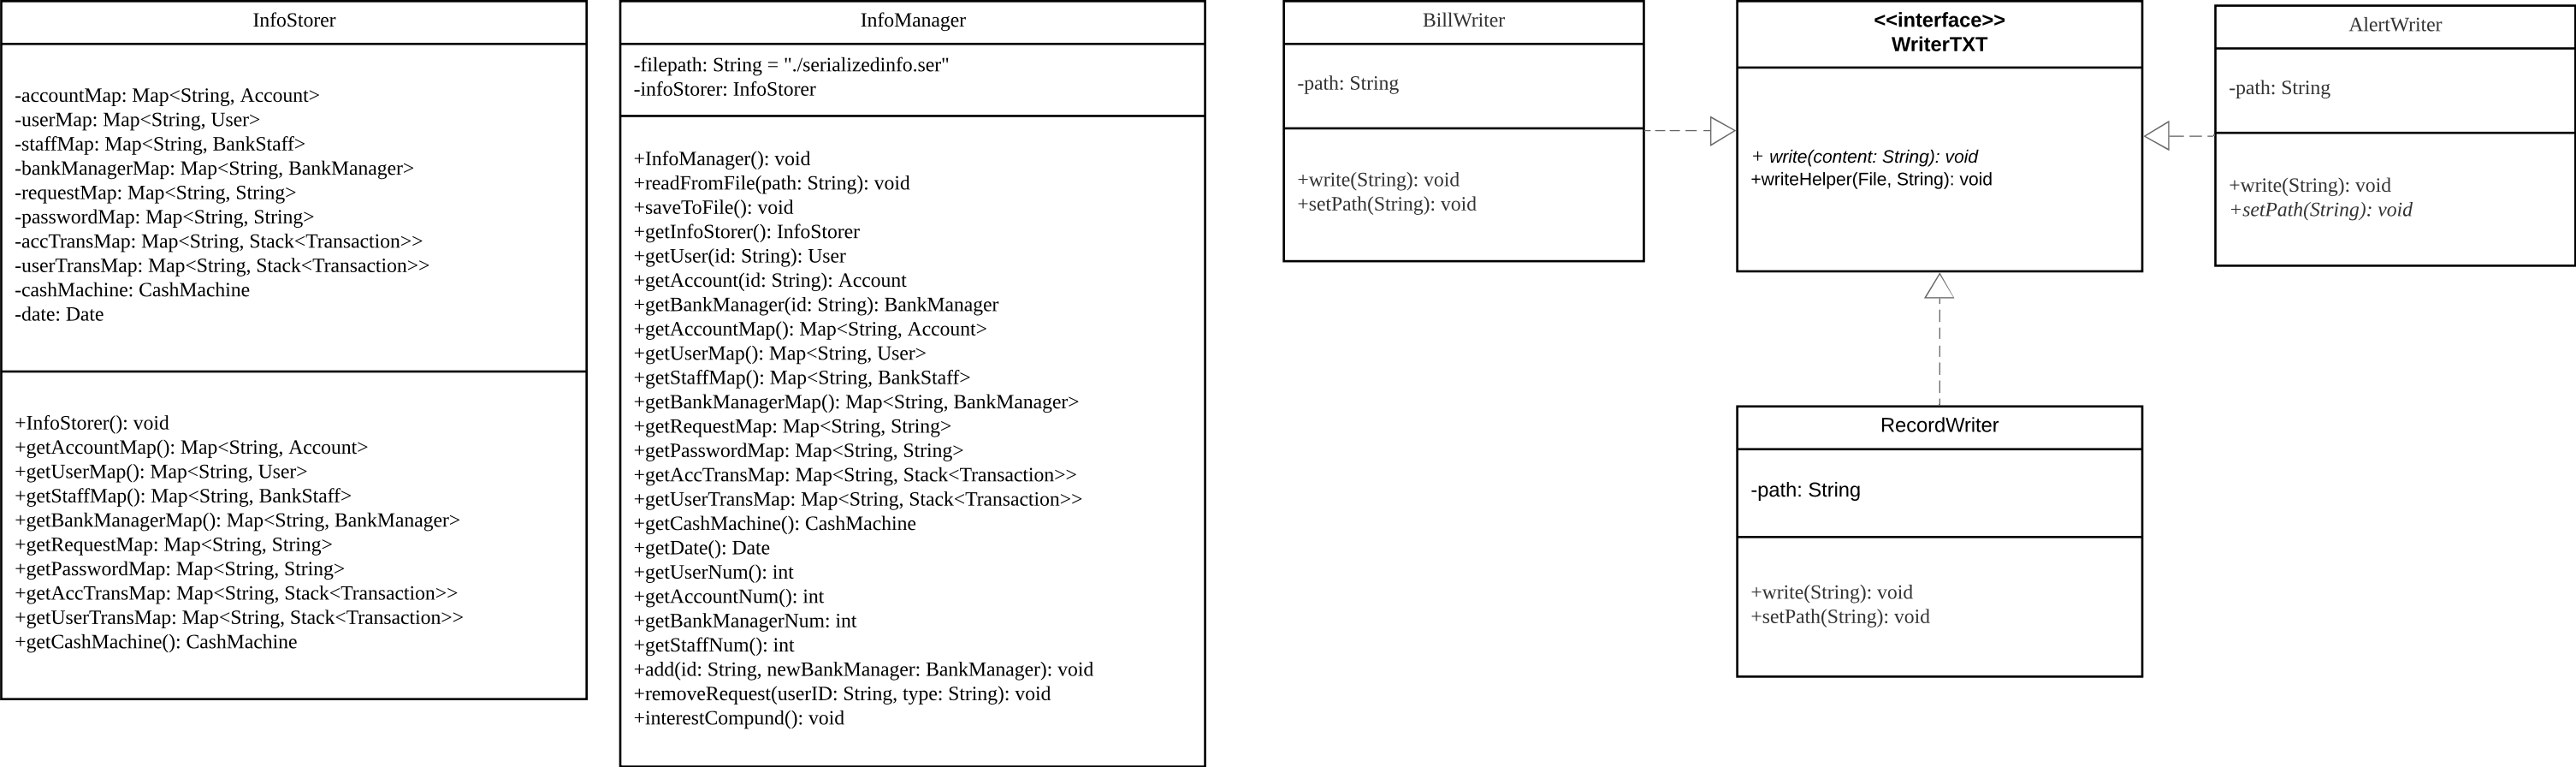 InfoStorer
-accountMap: Map<String, Account>
-userMap: Map<String, User>
-staffMap: Map<String, BankStaff>
-bankManagerMap: Map<String, BankManager>
-requestMap: Map<String, String>
-passwordMap: Map<String, String>
-accTransMap: Map<String, Stack<Transaction>>
-userTransMap: Map<String, Stack<Transaction>>
-cashMachine: CashMachine
-date: Date
+InfoStorer(): void
+getAccountMap(): Map<String, Account>
+getUserMap(): Map<String, User>
+getStaffMap(): Map<String, BankStaff>
+getBankManagerMap(): Map<String, BankManager>
+getRequestMap: Map<String, String>
+getPasswordMap: Map<String, String>
+getAccTransMap: Map<String, Stack<Transaction>>
+getUserTransMap: Map<String, Stack<Transaction>>
+getCashMachine(): CashMachine
InfoManager
-filepath: String = "./serializedinfo.ser"
-infoStorer: InfoStorer
+InfoManager(): void
+readFromFile(path: String): void
+saveToFile(): void
+getInfoStorer(): InfoStorer
+getUser(id: String): User
+getAccount(id: String): Account
+getBankManager(id: String): BankManager
+getAccountMap(): Map<String, Account>
+getUserMap(): Map<String, User>
+getStaffMap(): Map<String, BankStaff>
+getBankManagerMap(): Map<String, BankManager>
+getRequestMap: Map<String, String>
+getPasswordMap: Map<String, String>
+getAccTransMap: Map<String, Stack<Transaction>>
+getUserTransMap: Map<String, Stack<Transaction>>
+getCashMachine(): CashMachine
+getDate(): Date
+getUserNum(): int
+getAccountNum(): int
+getBankManagerNum: int
+getStaffNum(): int
+add(id: String, newBankManager: BankManager): void
+removeRequest(userID: String, type: String): void
+interestCompund(): void
BillWriter
-path: String
+write(String): void
+setPath(String): void
<<interface>>
WriterTXT
+ write(content: String): void
+writeHelper(File, String): void
AlertWriter
-path: String
+write(String): void
+setPath(String): void
RecordWriter
-path: String
+write(String): void
+setPath(String): void